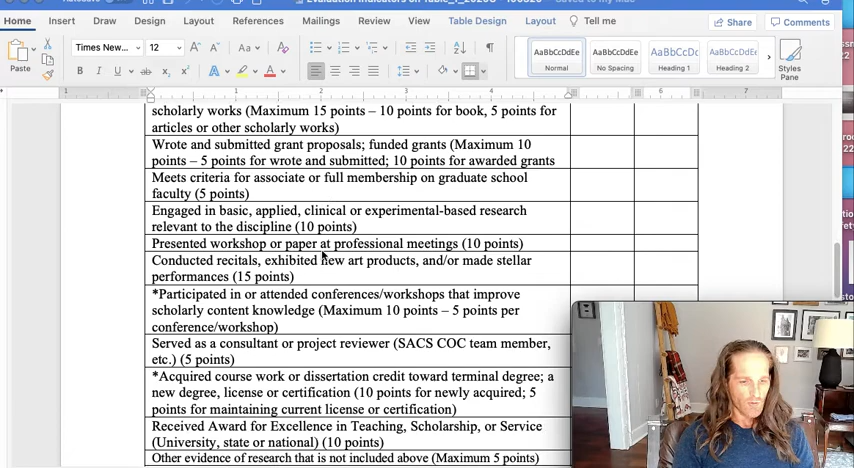 Home Draw Design Layout References Mailings Review View Table Design Layout Tell me
Share Comments
Times New... 12 Aa
Paste
AaBbCcDdEe AaBbCcDdEe AaBbCcDc AaBbCcDdEe
Normal No Spacing Heading 1 Heading 2 Styles Pane
1 1 2 3 4 5 6 7
scholarly works (Maximum 15 points – 10 points for book, 5 points for
articles or other scholarly works)
Wrote and submitted grant proposals; funded grants (Maximum 10
points – 5 points for wrote and submitted; 10 points for awarded grants
Meets criteria for associate or full membership on graduate school
faculty (5 points)
Engaged in basic, applied, clinical or experimental-based research
relevant to the discipline (10 points)
Presented workshop or paper at professional meetings (10 points)
Conducted recitals, exhibited new art products, and/or made stellar
performances (15 points)
*Participated in or attended conferences/workshops that improve
scholarly content knowledge (Maximum 10 points – 5 points per
conference/workshop)
Served as a consultant or project reviewer (SACS COC team member,
etc.) (5 points)
*Acquired course work or dissertation credit toward terminal degree; a
new degree, license or certification (10 points for newly acquired; 5
points for maintaining current license or certification)
Received Award for Excellence in Teaching, Scholarship, or Service
(University, state or national) (10 points)
Other evidence of research that is not included above (Maximum 5 points)